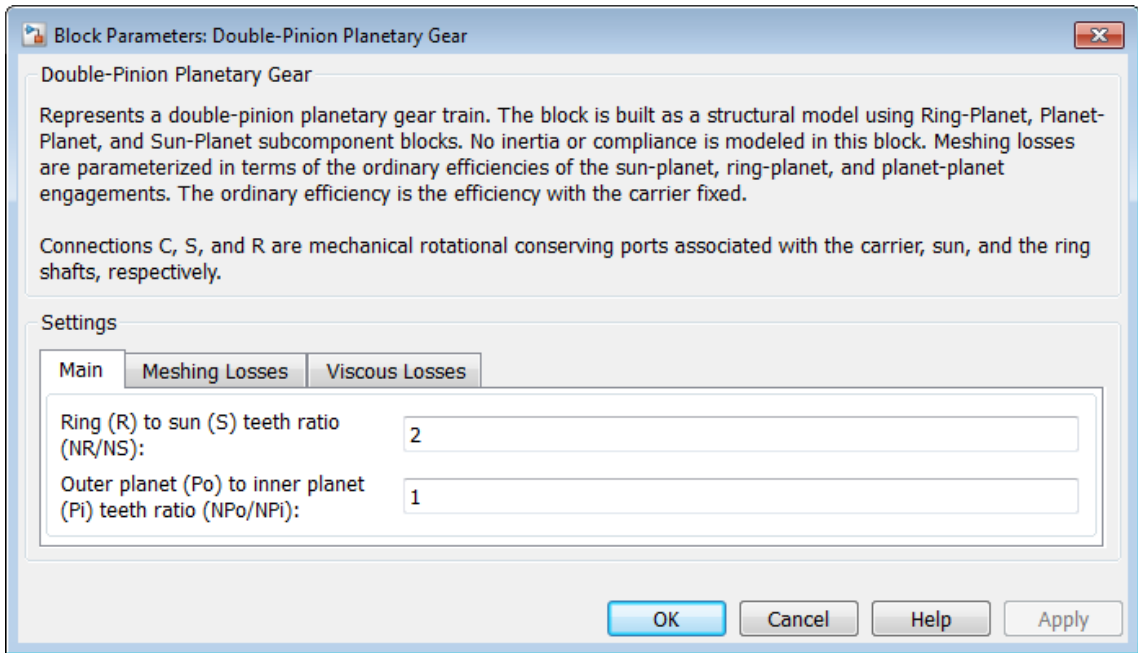 Block Parameters: Double-Pinion Planetary Gear
Double-Pinion Planetary Gear
Represents a double-pinion planetary gear train. The block is built as a structural model using Ring-Planet, Planet-
Planet, and Sun-Planet subcomponent blocks. No inertia or compliance is modeled in this block. Meshing losses
are parameterized in terms of the ordinary efficiencies of the sun-planet, ring-planet, and planet-planet
engagements. The ordinary efficiency is the efficiency with the carrier fixed.
Connections C, S, and R are mechanical rotational conserving ports associated with the carrier, sun, and the ring
shafts, respectively.
Settings
Main Meshing Losses Viscous Losses
Ring (R) to sun (S) teeth ratio
(NR/NS):
2
Outer planet (Po) to inner planet
(Pi) teeth ratio (NPo/NPi):
1
OK Cancel Help Apply